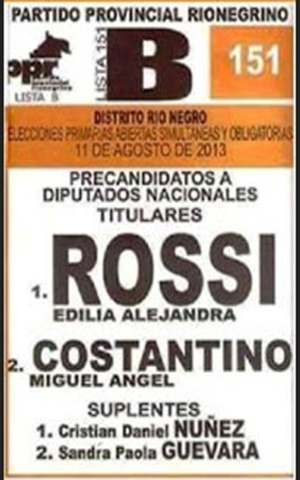 PARTIDO PROVINCIAL RIONEGRINO
ppr
provincial
rionegrino
LISTA B
LISTA 151
B
151
DISTRITO RIO NEGRO
ELECCIONES PRIMARIAS ABIERTAS SIMULTANEAS Y OBLIGATORIAS
11 DE AGOSTO DE 2013
PRECANDIDATOS A
DIPUTADOS NACIONALES
TITULARES
1. ROSSI
EDILIA ALEJANDRA
2. COSTANTINO
MIGUEL ANGEL
SUPLENTES
1. Cristian Daniel NUÑEZ
2. Sandra Paola GUEVARA